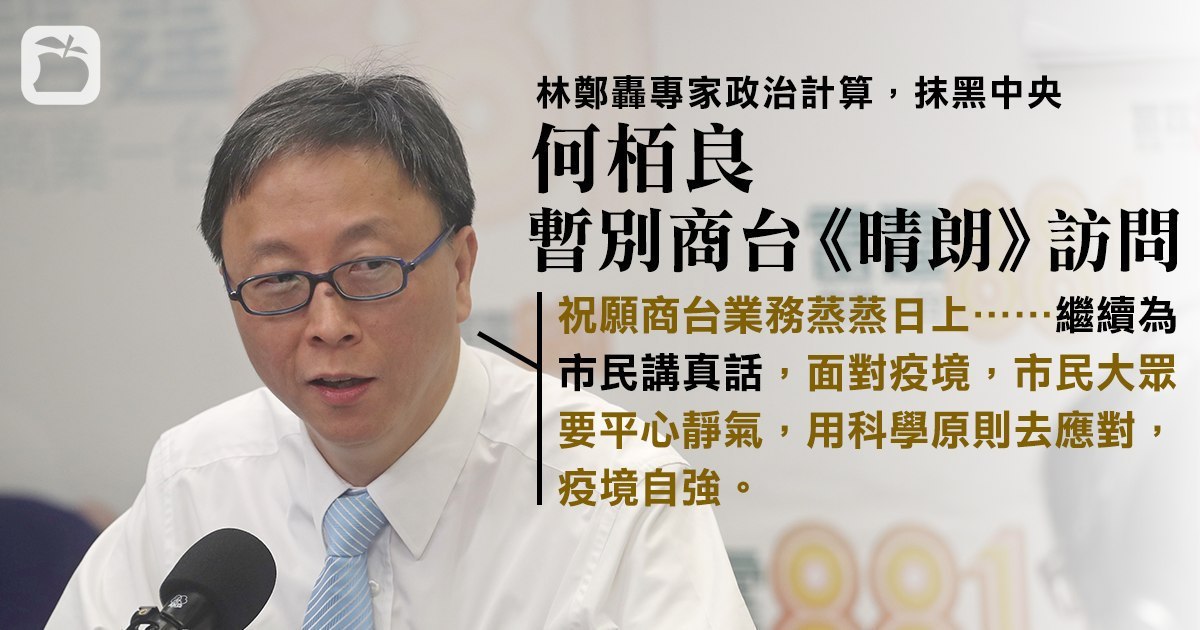 林鄭轟專家政治計算，抹黑中央
何栢良
暫別商台《晴朗》訪問
祝願商台業務蒸蒸日上⋯⋯繼續為
市民講真話，面對疫境，市民大眾
要平心靜氣，用科學原則去應對，
疫境自強。
881